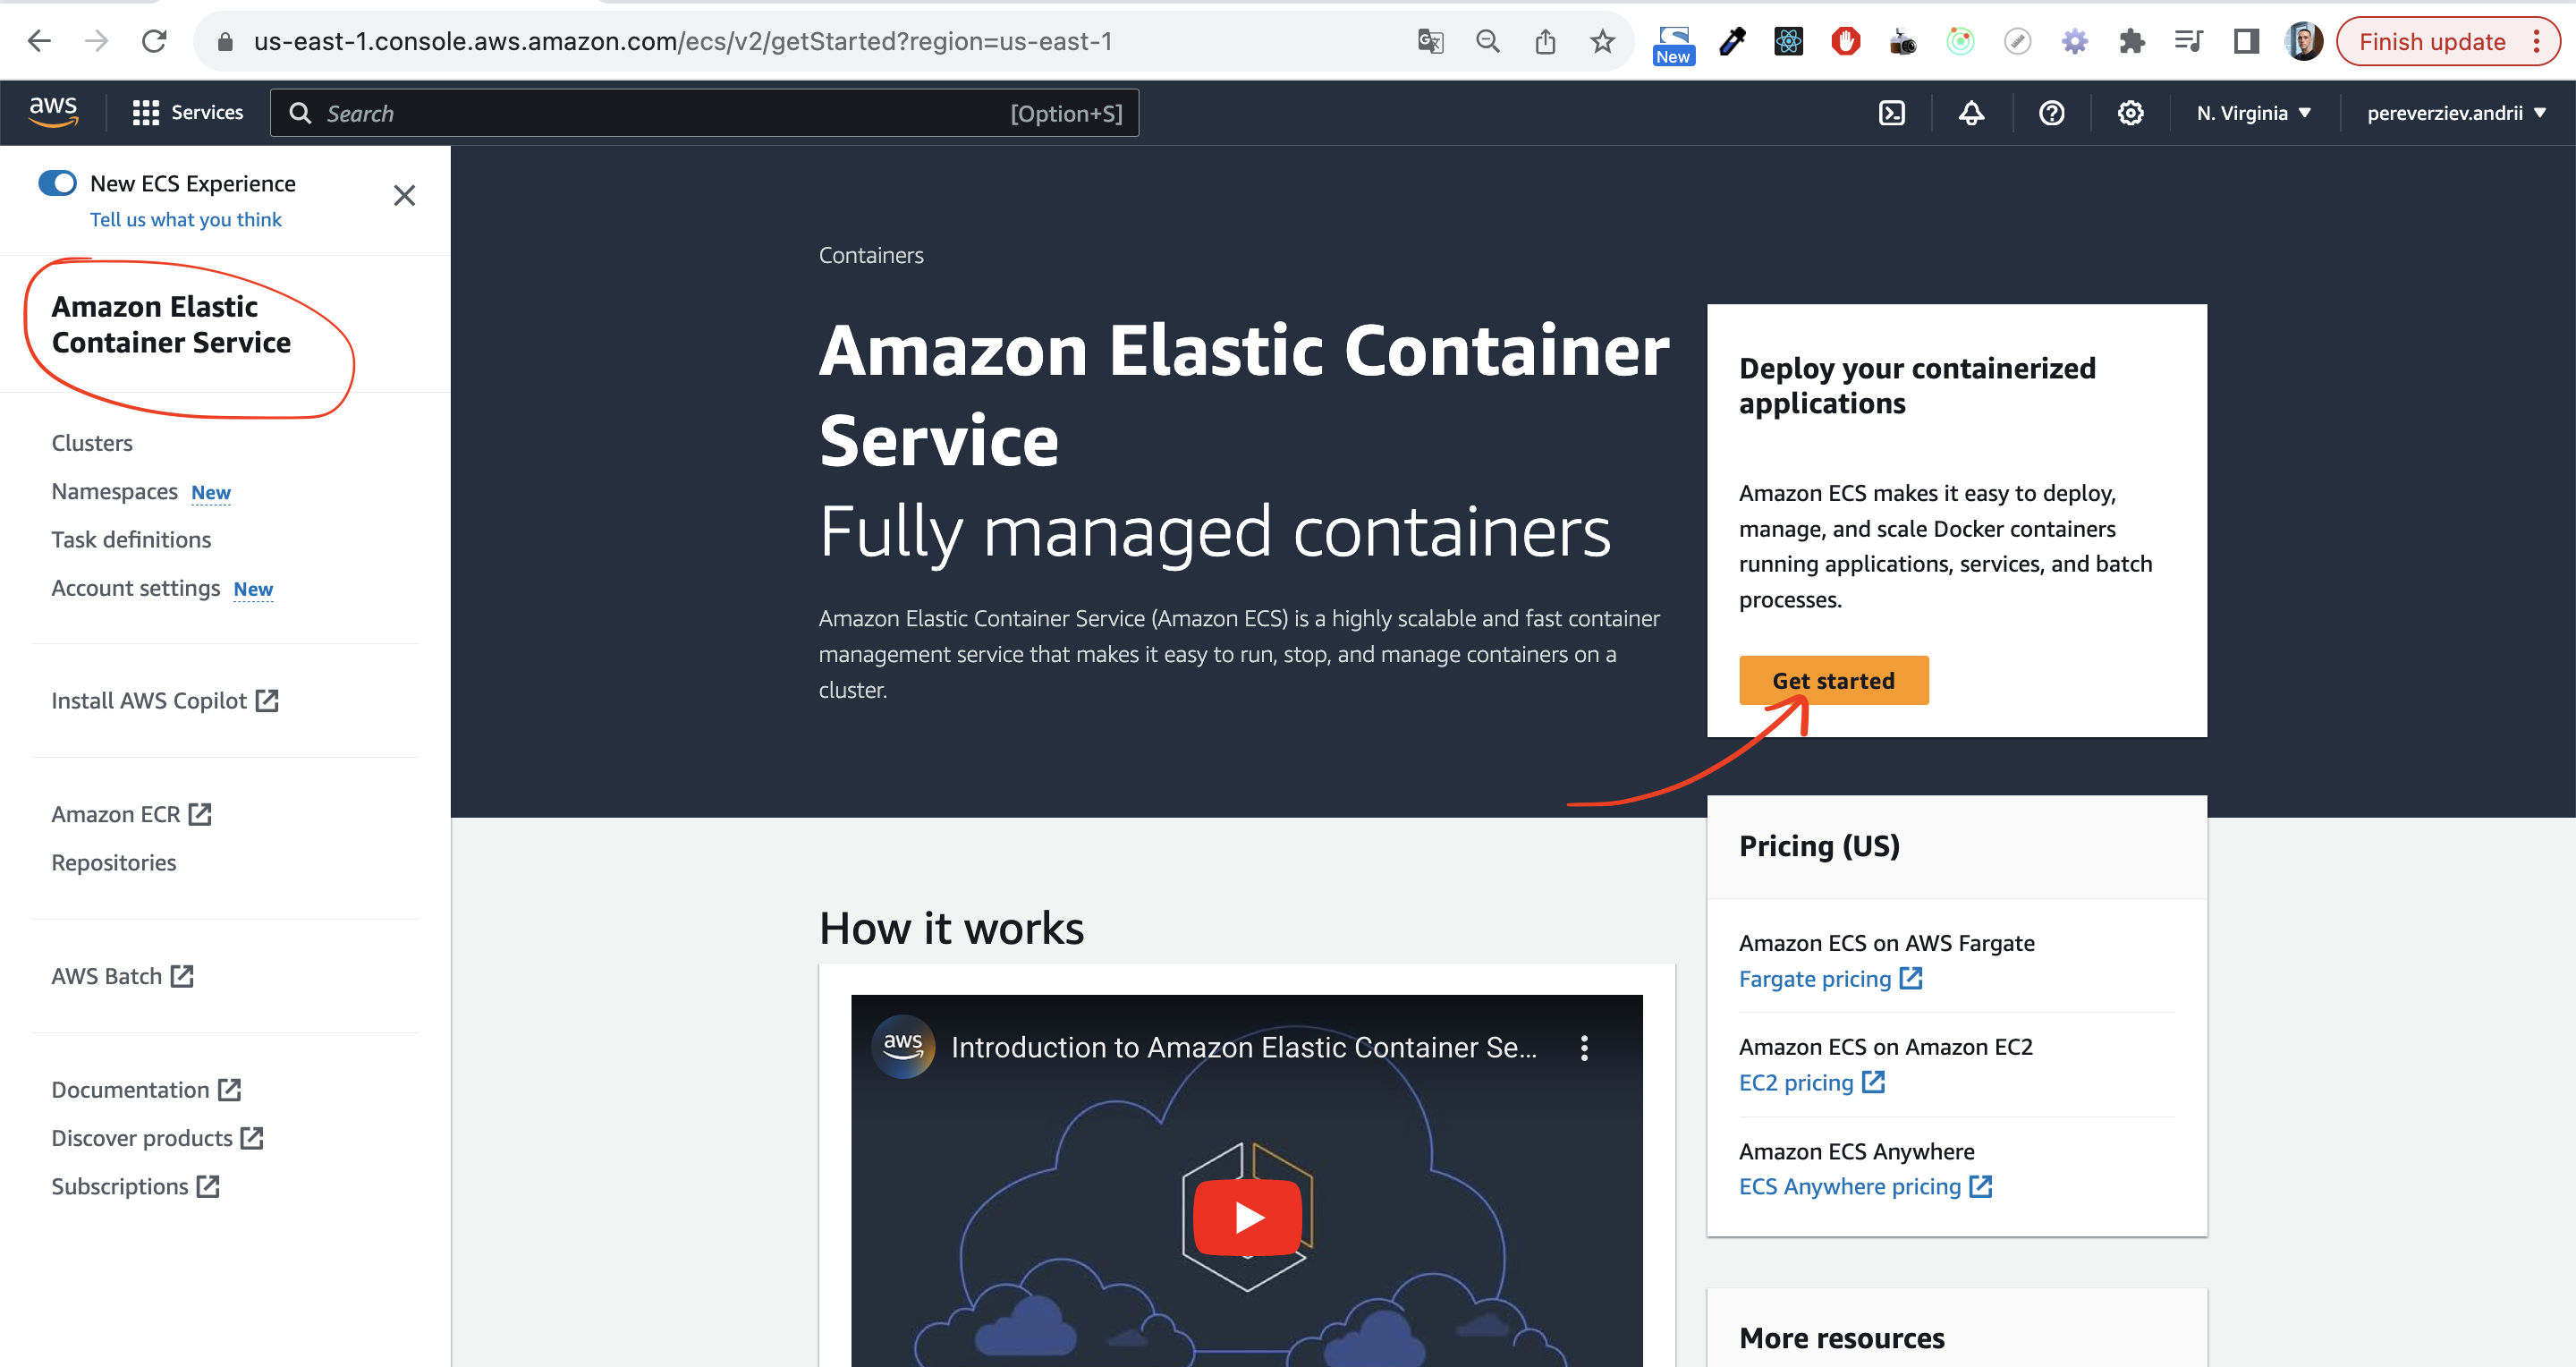 us-east-1.console.aws.amazon.com/ecs/v2/getStarted?region=us-east-1
New
Finish update
aws
Services
Search
[Option+S]
N. Virginia
pereverziev.andrii
New ECS Experience
Tell us what you think
Amazon Elastic
Container Service
Clusters
Namespaces New
Task definitions
Account settings New
Install AWS Copilot
Amazon ECR
Repositories
AWS Batch
Documentation
Discover products
Subscriptions
Containers
Amazon Elastic Container
Service
Fully managed containers
Amazon Elastic Container Service (Amazon ECS) is a highly scalable and fast container
management service that makes it easy to run, stop, and manage containers on a
cluster.
Deploy your containerized
applications
Amazon ECS makes it easy to deploy,
manage, and scale Docker containers
running applications, services, and batch
processes.
Get started
How it works
aws
Introduction to Amazon Elastic Container Se...
Pricing (US)
Amazon ECS on AWS Fargate
Fargate pricing
Amazon ECS on Amazon EC2
EC2 pricing
Amazon ECS Anywhere
ECS Anywhere pricing
More resources